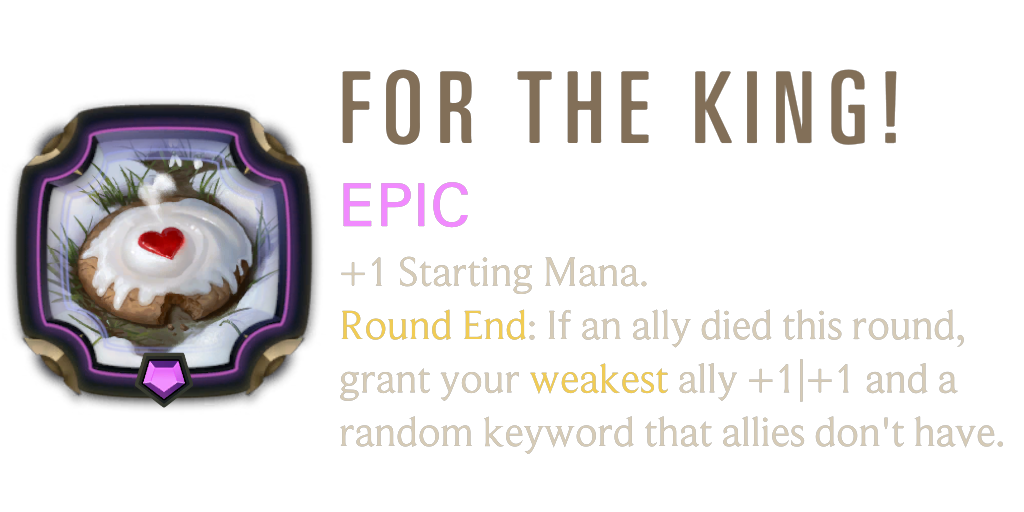 FOR THE KING!
EPIC
+1 Starting Mana.
Round End: If an ally died this round,
grant your weakest ally +1|+1 and a
random keyword that allies don't have.